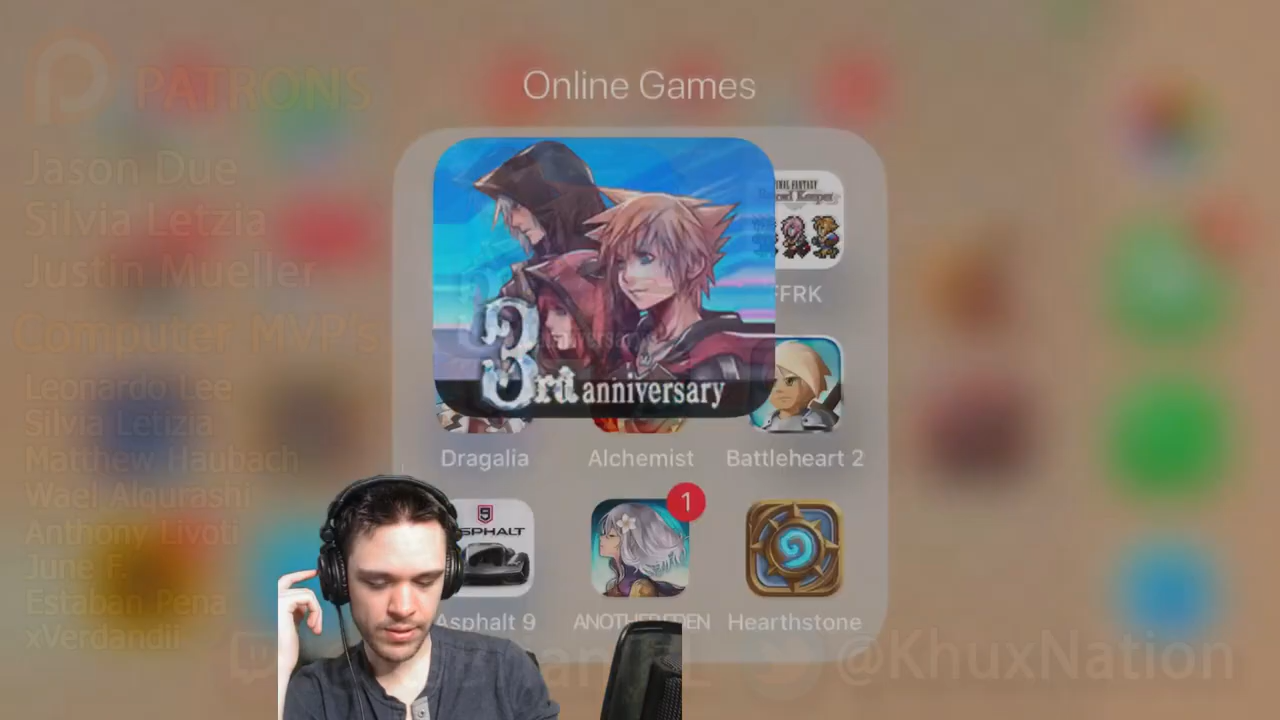 Online Games
PATRONS
Jason Due
Silvia Letzia
Justin Mueller
Computer MVP's
Leonardo Lee
Silvia Letizia
Matthew Haubach
Wael Alqurashi
Anthony Livoti
June F.
Estaban Pena
xVerdandii
3rd anniversary
FINAL FANTASY
Record Keeper
FFRK
Dragalia
Alchemist
Battleheart 2
9
ASPHALT
1
Asphalt 9
ANOTHER EDEN
Hearthstone
@KhuxNation